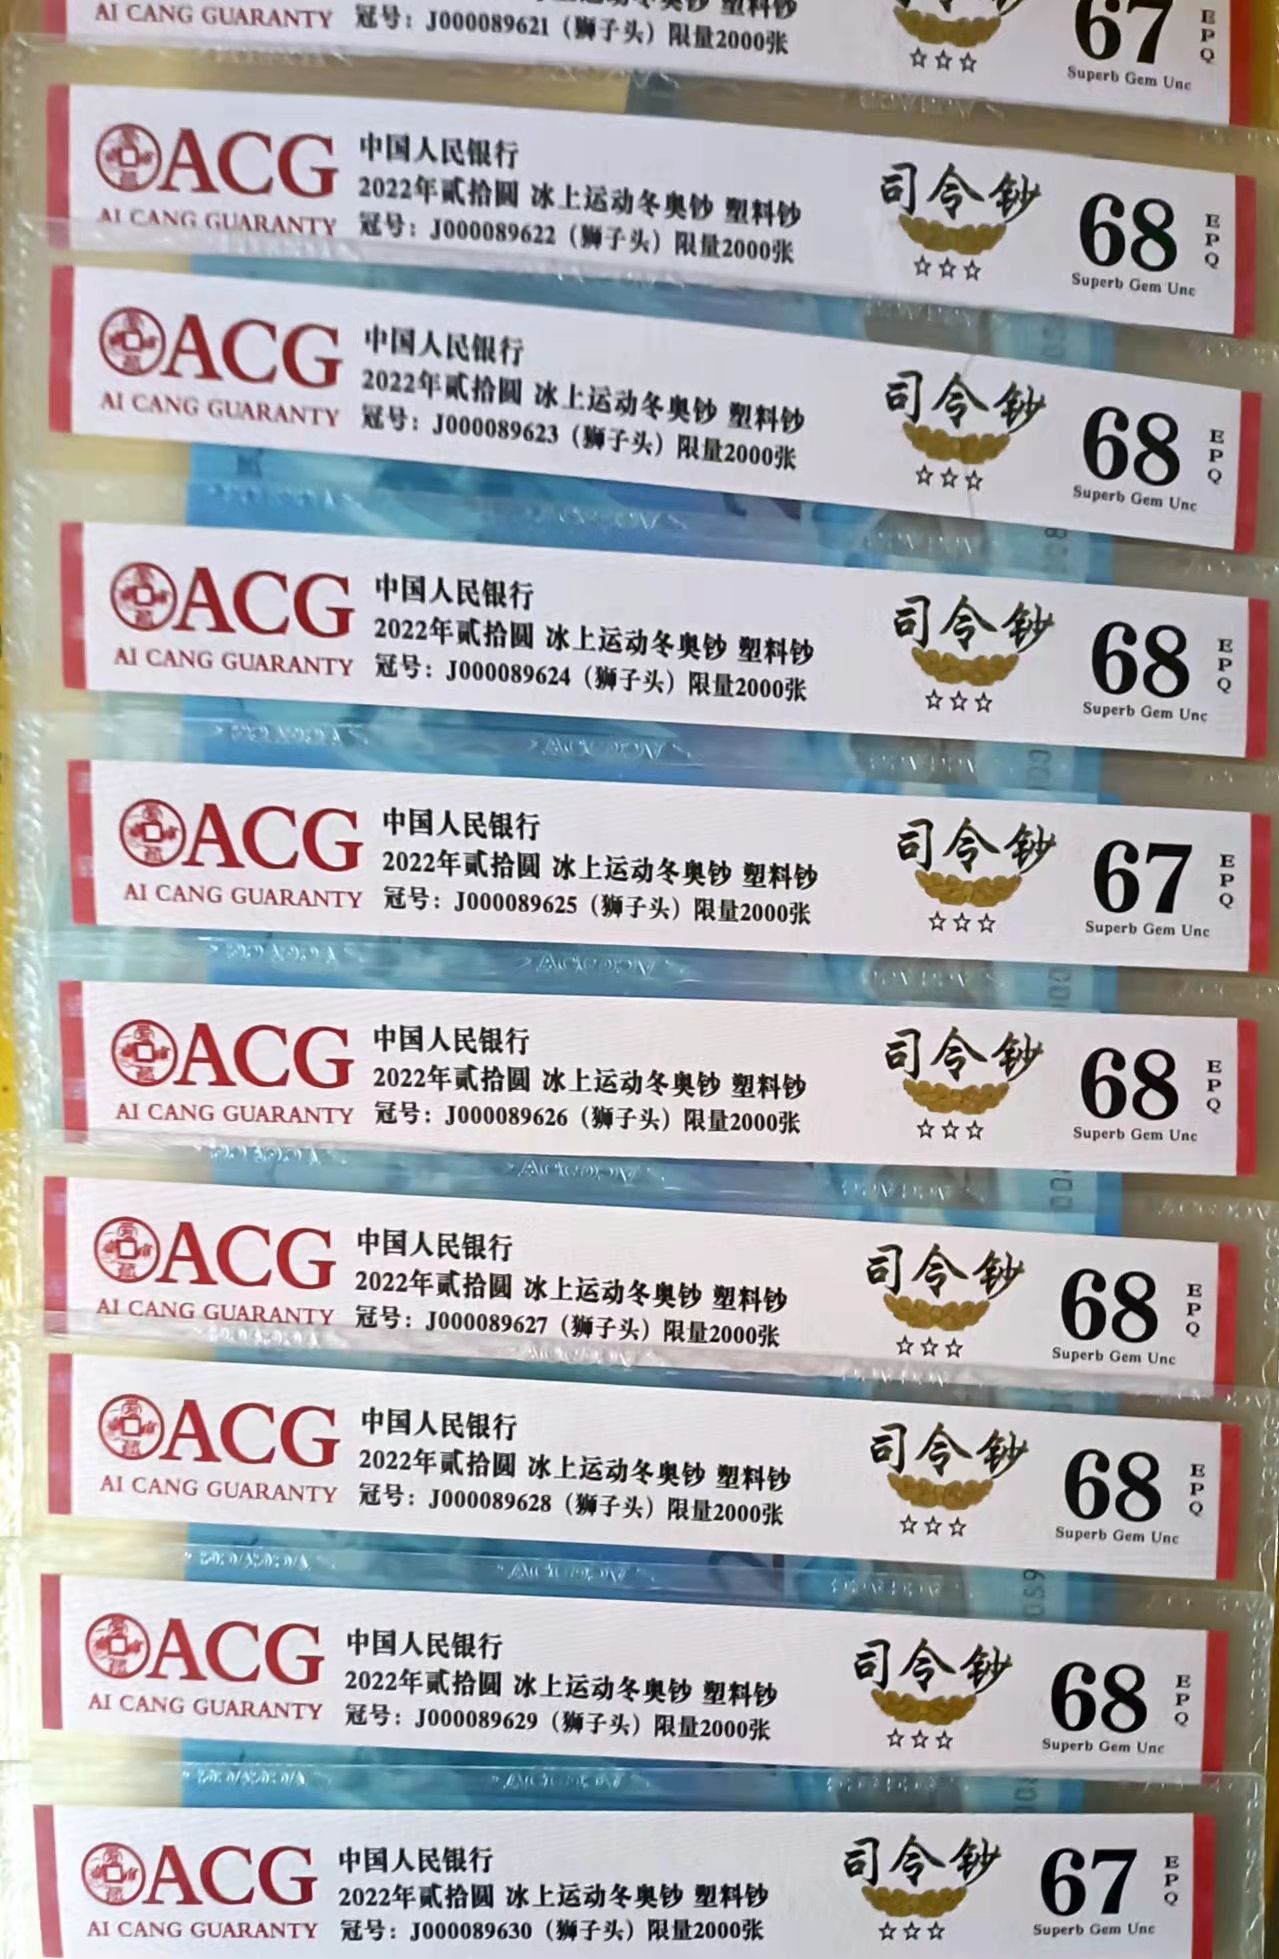 AI CANG GUARANTY
冠号：J000089621（狮子头）限量2000张
☆☆☆
67
EPQ
Superb Gem Unc
ACG
AI CANG GUARANTY
中国人民银行
2022年贰拾圆 冰上运动冬奥钞 塑料钞
冠号：J000089622（狮子头）限量2000张
司令钞
☆☆☆
68
EPQ
Superb Gem Unc
ACG
AI CANG GUARANTY
中国人民银行
2022年贰拾圆 冰上运动冬奥钞 塑料钞
冠号：J000089623（狮子头）限量2000张
司令钞
☆☆☆
68
EPQ
Superb Gem Unc
ACG
AI CANG GUARANTY
中国人民银行
2022年贰拾圆 冰上运动冬奥钞 塑料钞
冠号：J000089624（狮子头）限量2000张
司令钞
☆☆☆
68
EPQ
Superb Gem Unc
ACG
AI CANG GUARANTY
中国人民银行
2022年贰拾圆 冰上运动冬奥钞 塑料钞
冠号：J000089625（狮子头）限量2000张
司令钞
☆☆☆
67
EPQ
Superb Gem Unc
ACG
AI CANG GUARANTY
中国人民银行
2022年贰拾圆 冰上运动冬奥钞 塑料钞
冠号：J000089626（狮子头）限量2000张
司令钞
☆☆☆
68
EPQ
Superb Gem Unc
ACG
AI CANG GUARANTY
中国人民银行
2022年贰拾圆 冰上运动冬奥钞 塑料钞
冠号：J000089627（狮子头）限量2000张
司令钞
☆☆☆
68
EPQ
Superb Gem Unc
ACG
AI CANG GUARANTY
中国人民银行
2022年贰拾圆 冰上运动冬奥钞 塑料钞
冠号：J000089628（狮子头）限量2000张
司令钞
☆☆☆
68
EPQ
Superb Gem Unc
ACG
AI CANG GUARANTY
中国人民银行
2022年贰拾圆 冰上运动冬奥钞 塑料钞
冠号：J000089629（狮子头）限量2000张
司令钞
☆☆☆
68
EPQ
Superb Gem Unc
ACG
AI CANG GUARANTY
中国人民银行
2022年贰拾圆 冰上运动冬奥钞 塑料钞
冠号：J000089630（狮子头）限量2000张
司令钞
☆☆☆
67
EPQ
Superb Gem Unc